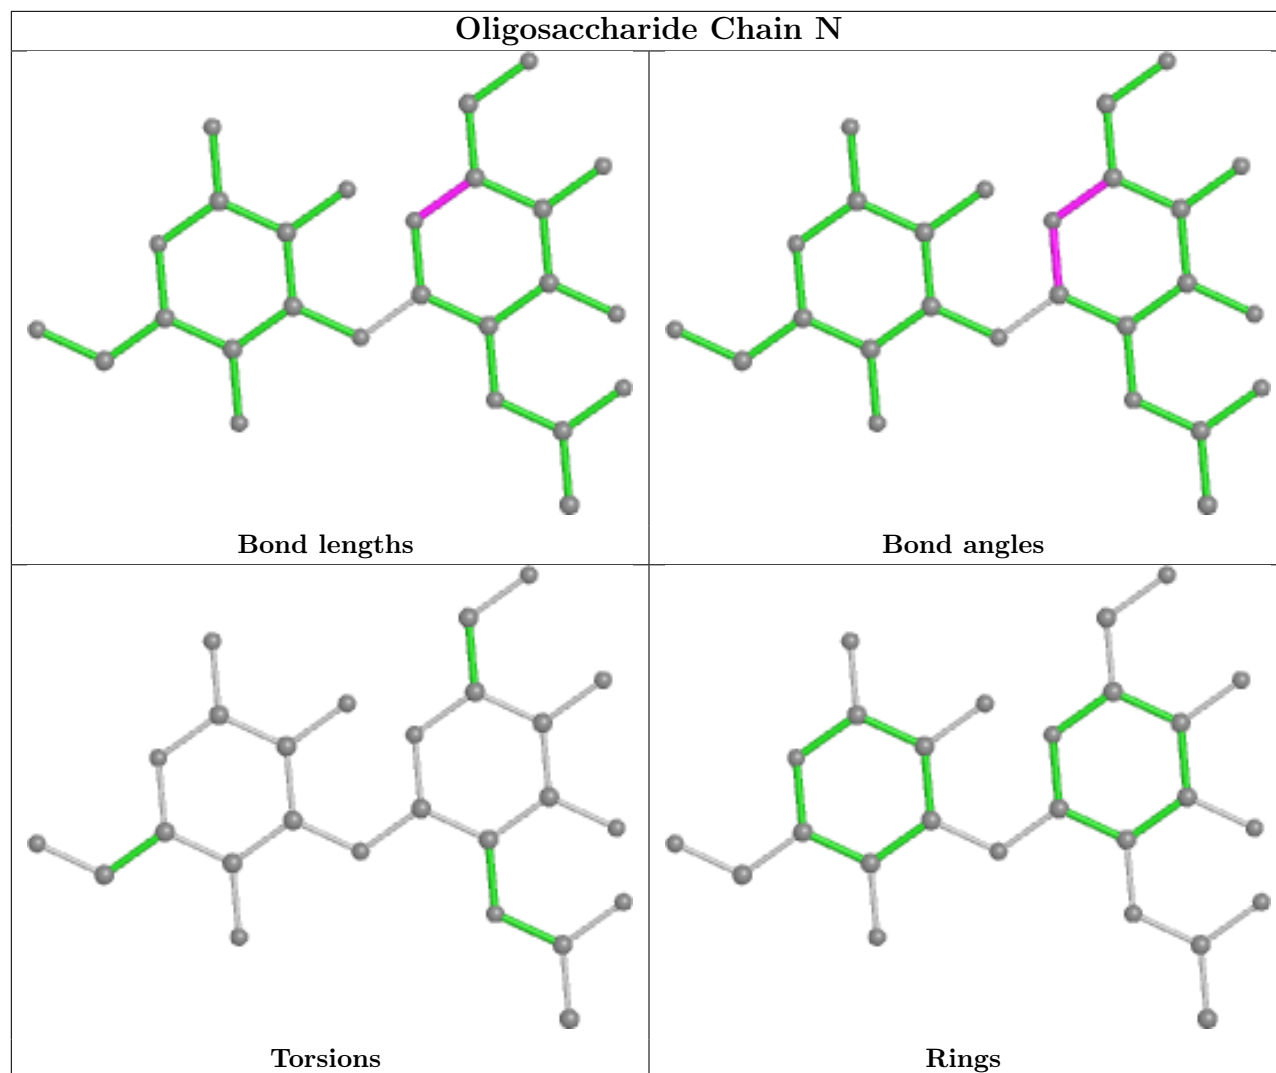 Oligosaccharide Chain N
Bond lengths
Bond angles
Torsions
Rings